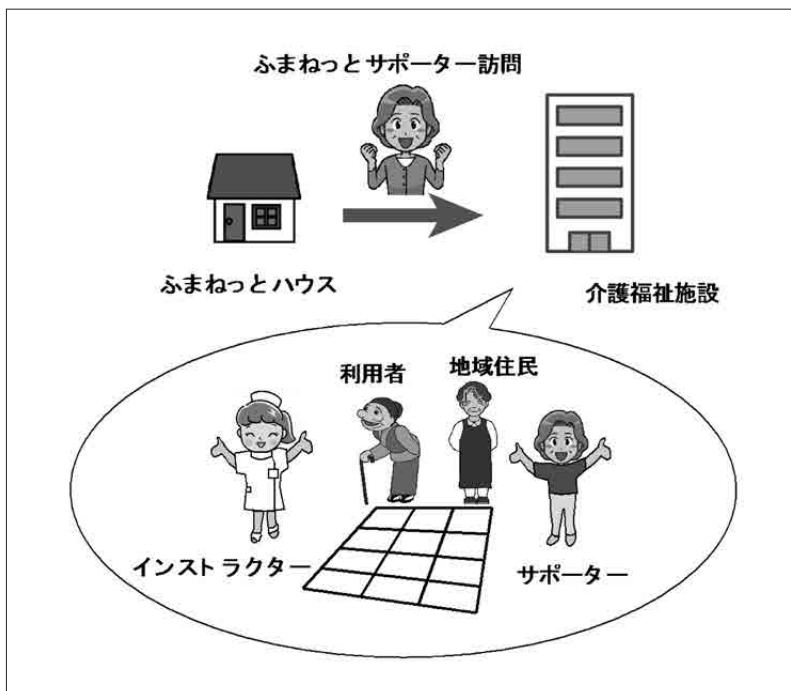 ふまねっとサポーター訪問
ふまねっとハウス
介護福祉施設
利用者
地域住民
インストラクター
サポーター